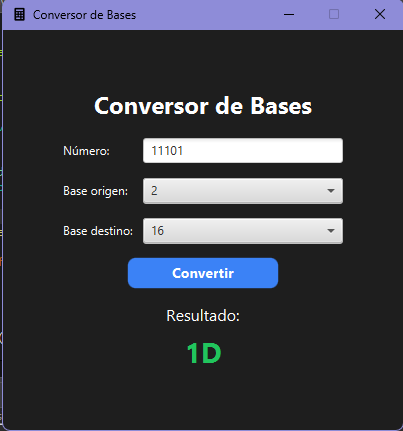 Conversor de Bases
Conversor de Bases
Número: 11101
Base origen: 2
Base destino: 16
Convertir
Resultado:
1D